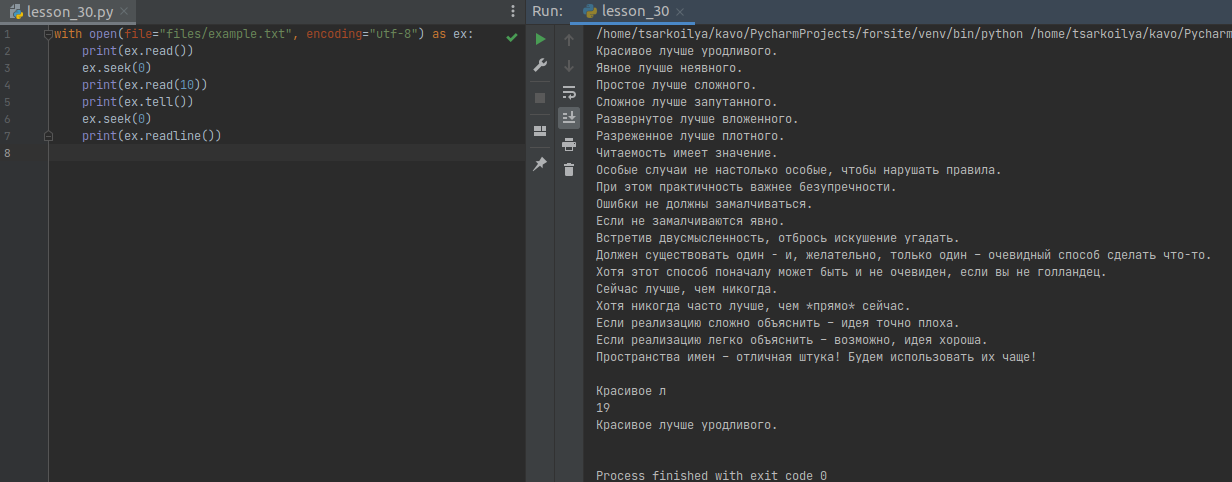 lesson_30.py
1 with open(file="files/example.txt", encoding="utf-8") as ex:
2 print(ex.read())
3 ex.seek(0)
4 print(ex.read(10))
5 print(ex.tell())
6 ex.seek(0)
7 print(ex.readline())
8
Run: lesson_30
/home/tsarkoilya/kavo/PycharmProjects/forsite/venv/bin/python /home/tsarkoilya/kavo/Pycharm
Красивое лучше уродливого.
Явное лучше неявного.
Простое лучше сложного.
Сложное лучше запутанного.
Развернутое лучше вложенного.
Разреженное лучше плотного.
Читаемость имеет значение.
Особые случаи не настолько особые, чтобы нарушать правила.
При этом практичность важнее безупречности.
Ошибки не должны замалчиваться.
Если не замалчиваются явно.
Встретив двусмысленность, отбрось искушение угадать.
Должен существовать один - и, желательно, только один – очевидный способ сделать что-то.
Хотя этот способ поначалу может быть и не очевиден, если вы не голландец.
Сейчас лучше, чем никогда.
Хотя никогда часто лучше, чем *прямо* сейчас.
Если реализацию сложно объяснить – идея точно плоха.
Если реализацию легко объяснить – возможно, идея хороша.
Пространства имен – отличная штука! Будем использовать их чаще!
Красивое л
19
Красивое лучше уродливого.
Process finished with exit code 0